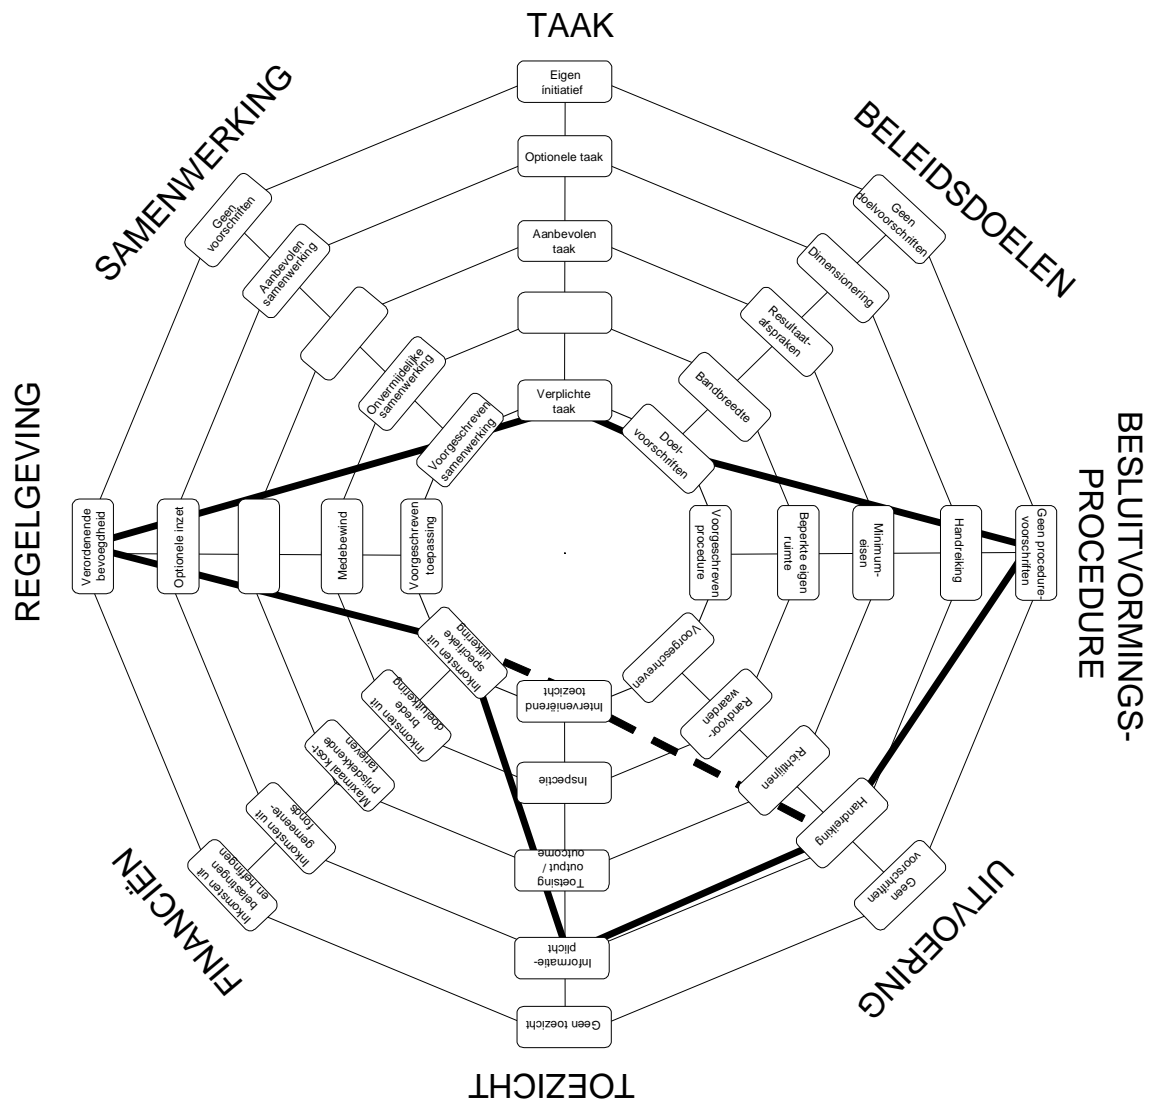 TAAK
Eigen
initiatief
Optionele taak
Aanbevolen
taak
Verplichte
taak
BELEIDSDOELEN
Geen
doelvoorschriften
Dimensionering
Resultaat-
afspraken
Bandbreedte
Doel-
voorschriften
BESLUITVORMINGS-
PROCEDURE
Geen procedure-
voorschriften
Handreiking
Minimum-
eisen
Beperkte eigen
ruimte
Voorgeschreven
procedure
UITVOERING
Geen
voorschriften
Handreiking
Richtlijnen
Randvoor-
waarden
Voorgeschreven
TOEZICHT
Geen toezicht
Informatie-
plicht
Toetsing
output /
outcome
Inspectie
Interveniërend
toezicht
FINANCIËN
Inkomsten uit
belastingen
en heffingen
Inkomsten uit
gemeente-
fonds
Maximaal kost-
prijsdekkende
tarieven
Inkomsten uit
brede
doeluitkering
Inkomsten uit
specifieke
uitkering
REGELGEVING
Verordenende
bevoegdheid
Optionele inzet
Medebewind
Voorgeschreven
toepassing
SAMENWERKING
Geen
voorschriften
Aanbevolen
samenwerking
Onvermijdelijke
samenwerking
Voorgeschreven
samenwerking